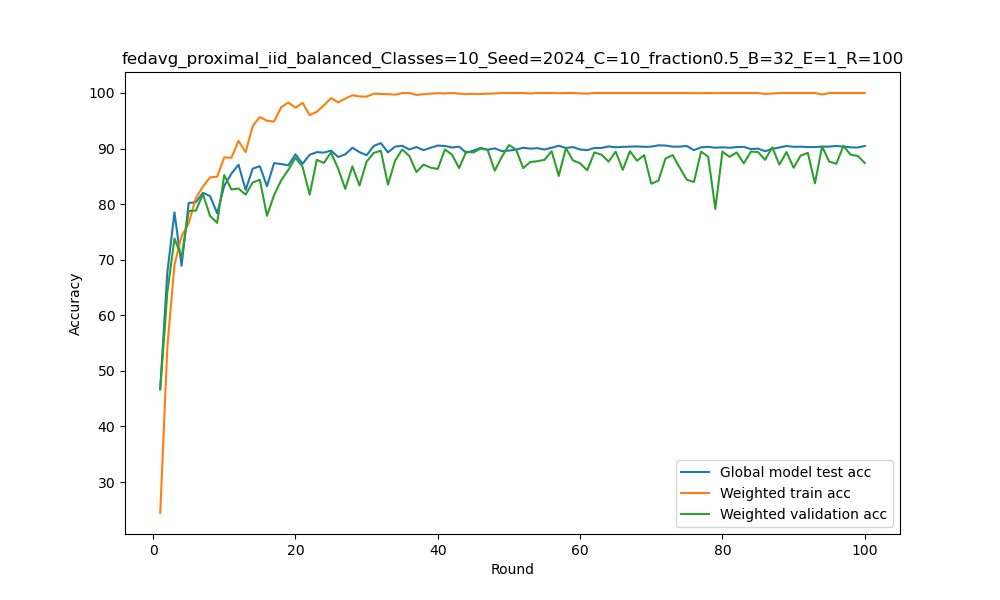 fedavg_proximal_iid_balanced_Classes=10_Seed=2024_C=10_fraction0.5_B=32_E=1_R=100
Accuracy
100
90
80
70
60
50
40
30
Global model test acc
Weighted train acc
Weighted validation acc
0 20 40 60 80 100
Round